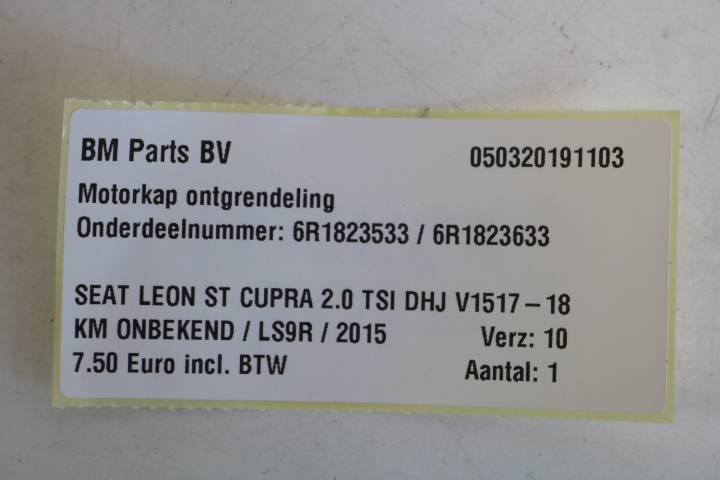 BM Parts BV 050320191103
Motorkap ontgrendeling
Onderdeelnummer: 6R1823533 / 6R1823633
SEAT LEON ST CUPRA 2.0 TSI DHJ V1517-18
KM ONBEKEND / LS9R / 2015 Verz: 10
7.50 Euro incl. BTW Aantal: 1